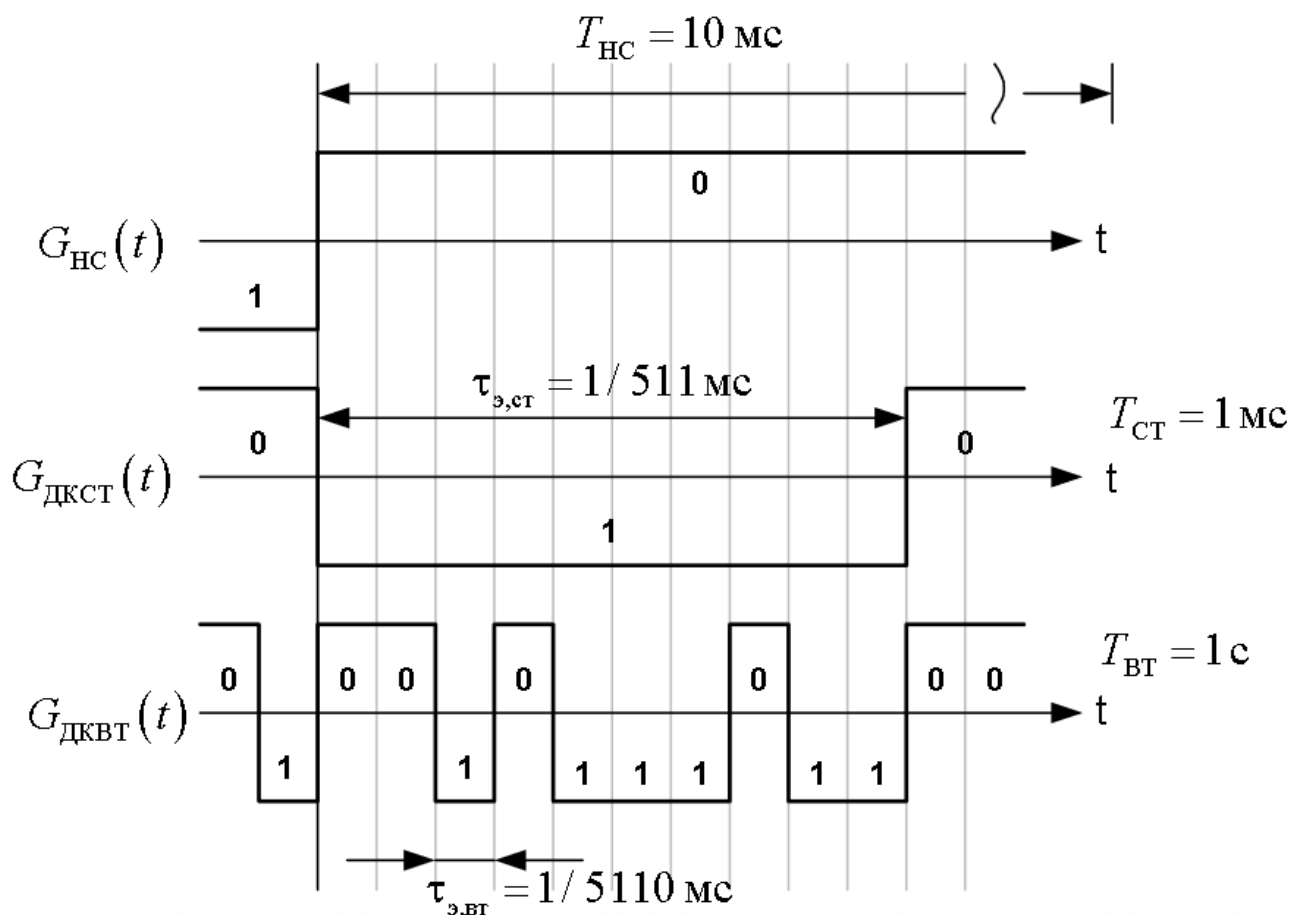 T_НС = 10 мс
0
G_НС(t)
t
1
τ_э,ст = 1/511 мс
T_СТ = 1 мс
0
0
G_ДКСТ(t)
t
1
T_ВТ = 1 с
0 0 0 0 0 0 0
G_ДКВТ(t)
t
1 1 1 1 1 1 1
τ_э,вт = 1/5110 мс